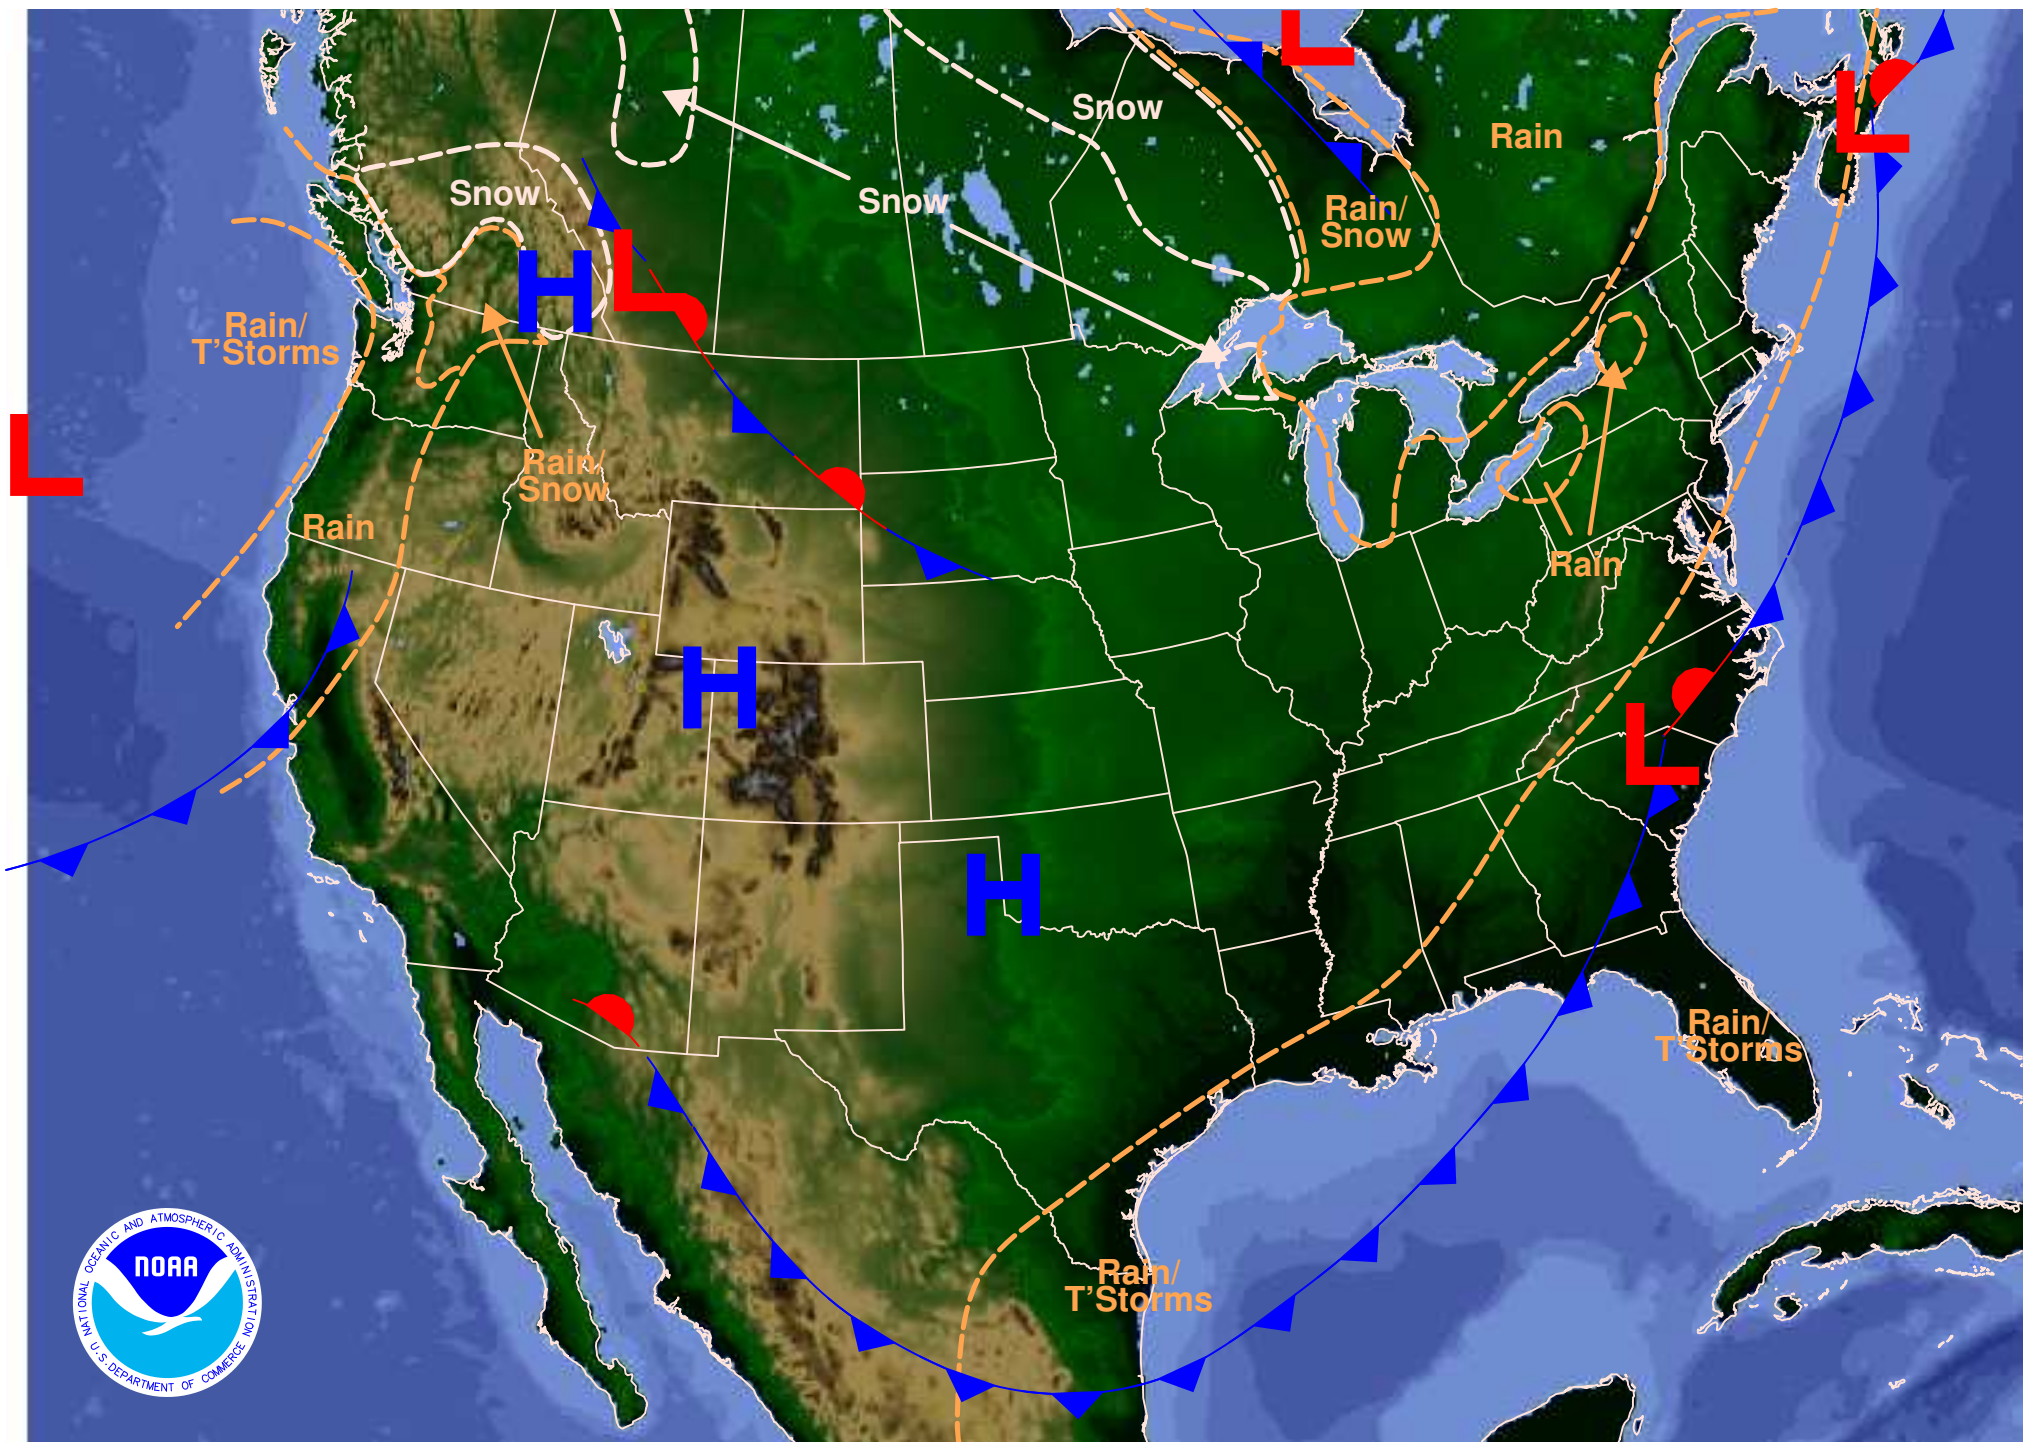 L
L
Snow
Rain
Snow
Snow
Rain/
Snow
H
L
Rain/
T'Storms
L
Rain/
Snow
Rain
Rain
H
L
H
Rain/
T'Storms
Rain/
T'Storms
NATIONAL OCEANIC AND ATMOSPHERIC ADMINISTRATION
NOAA
U.S. DEPARTMENT OF COMMERCE